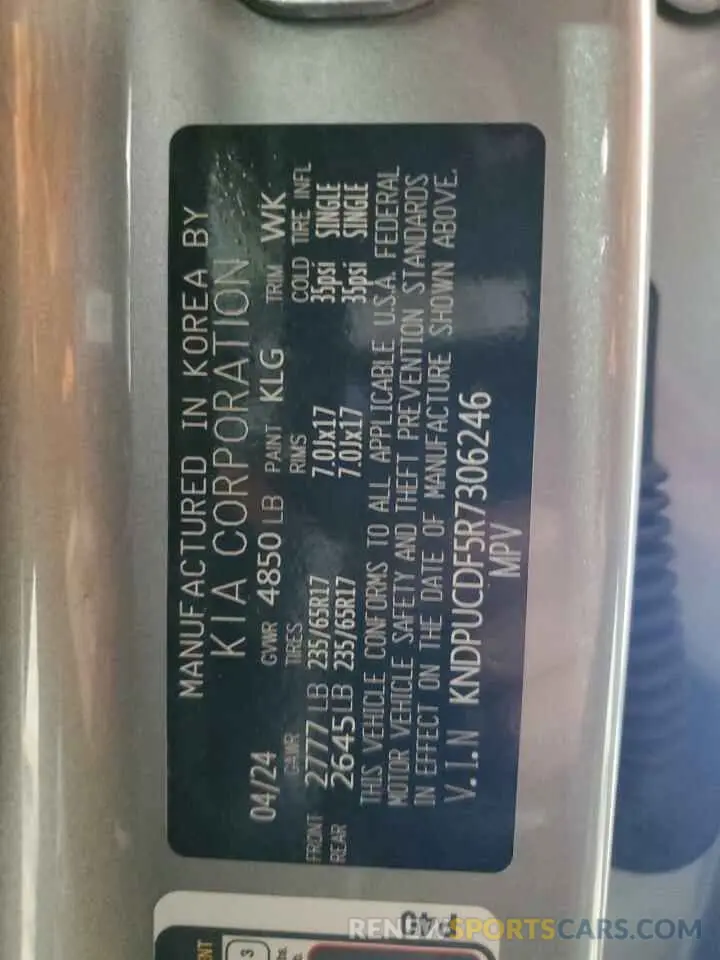 MANUFACTURED IN KOREA BY
KIA CORPORATION
04/24 GVWR 4850 LB PAINT KLG TRIM WK
GAWR TIRES RIMS COLD TIRE INFL
FRONT 2777 LB 235/65R17 7.0Jx17 35psi SINGLE
REAR 2645LB 235/65R17 7.0Jx17 35psi SINGLE
THIS VEHICLE CONFORMS TO ALL APPLICABLE U.S.A. FEDERAL
MOTOR VEHICLE SAFETY AND THEFT PREVENTION STANDARDS
IN EFFECT ON THE DATE OF MANUFACTURE SHOWN ABOVE.
V.I.N KNDPUCDF5R7306246
MPV
3
RENEWSPORTSCARS.COM